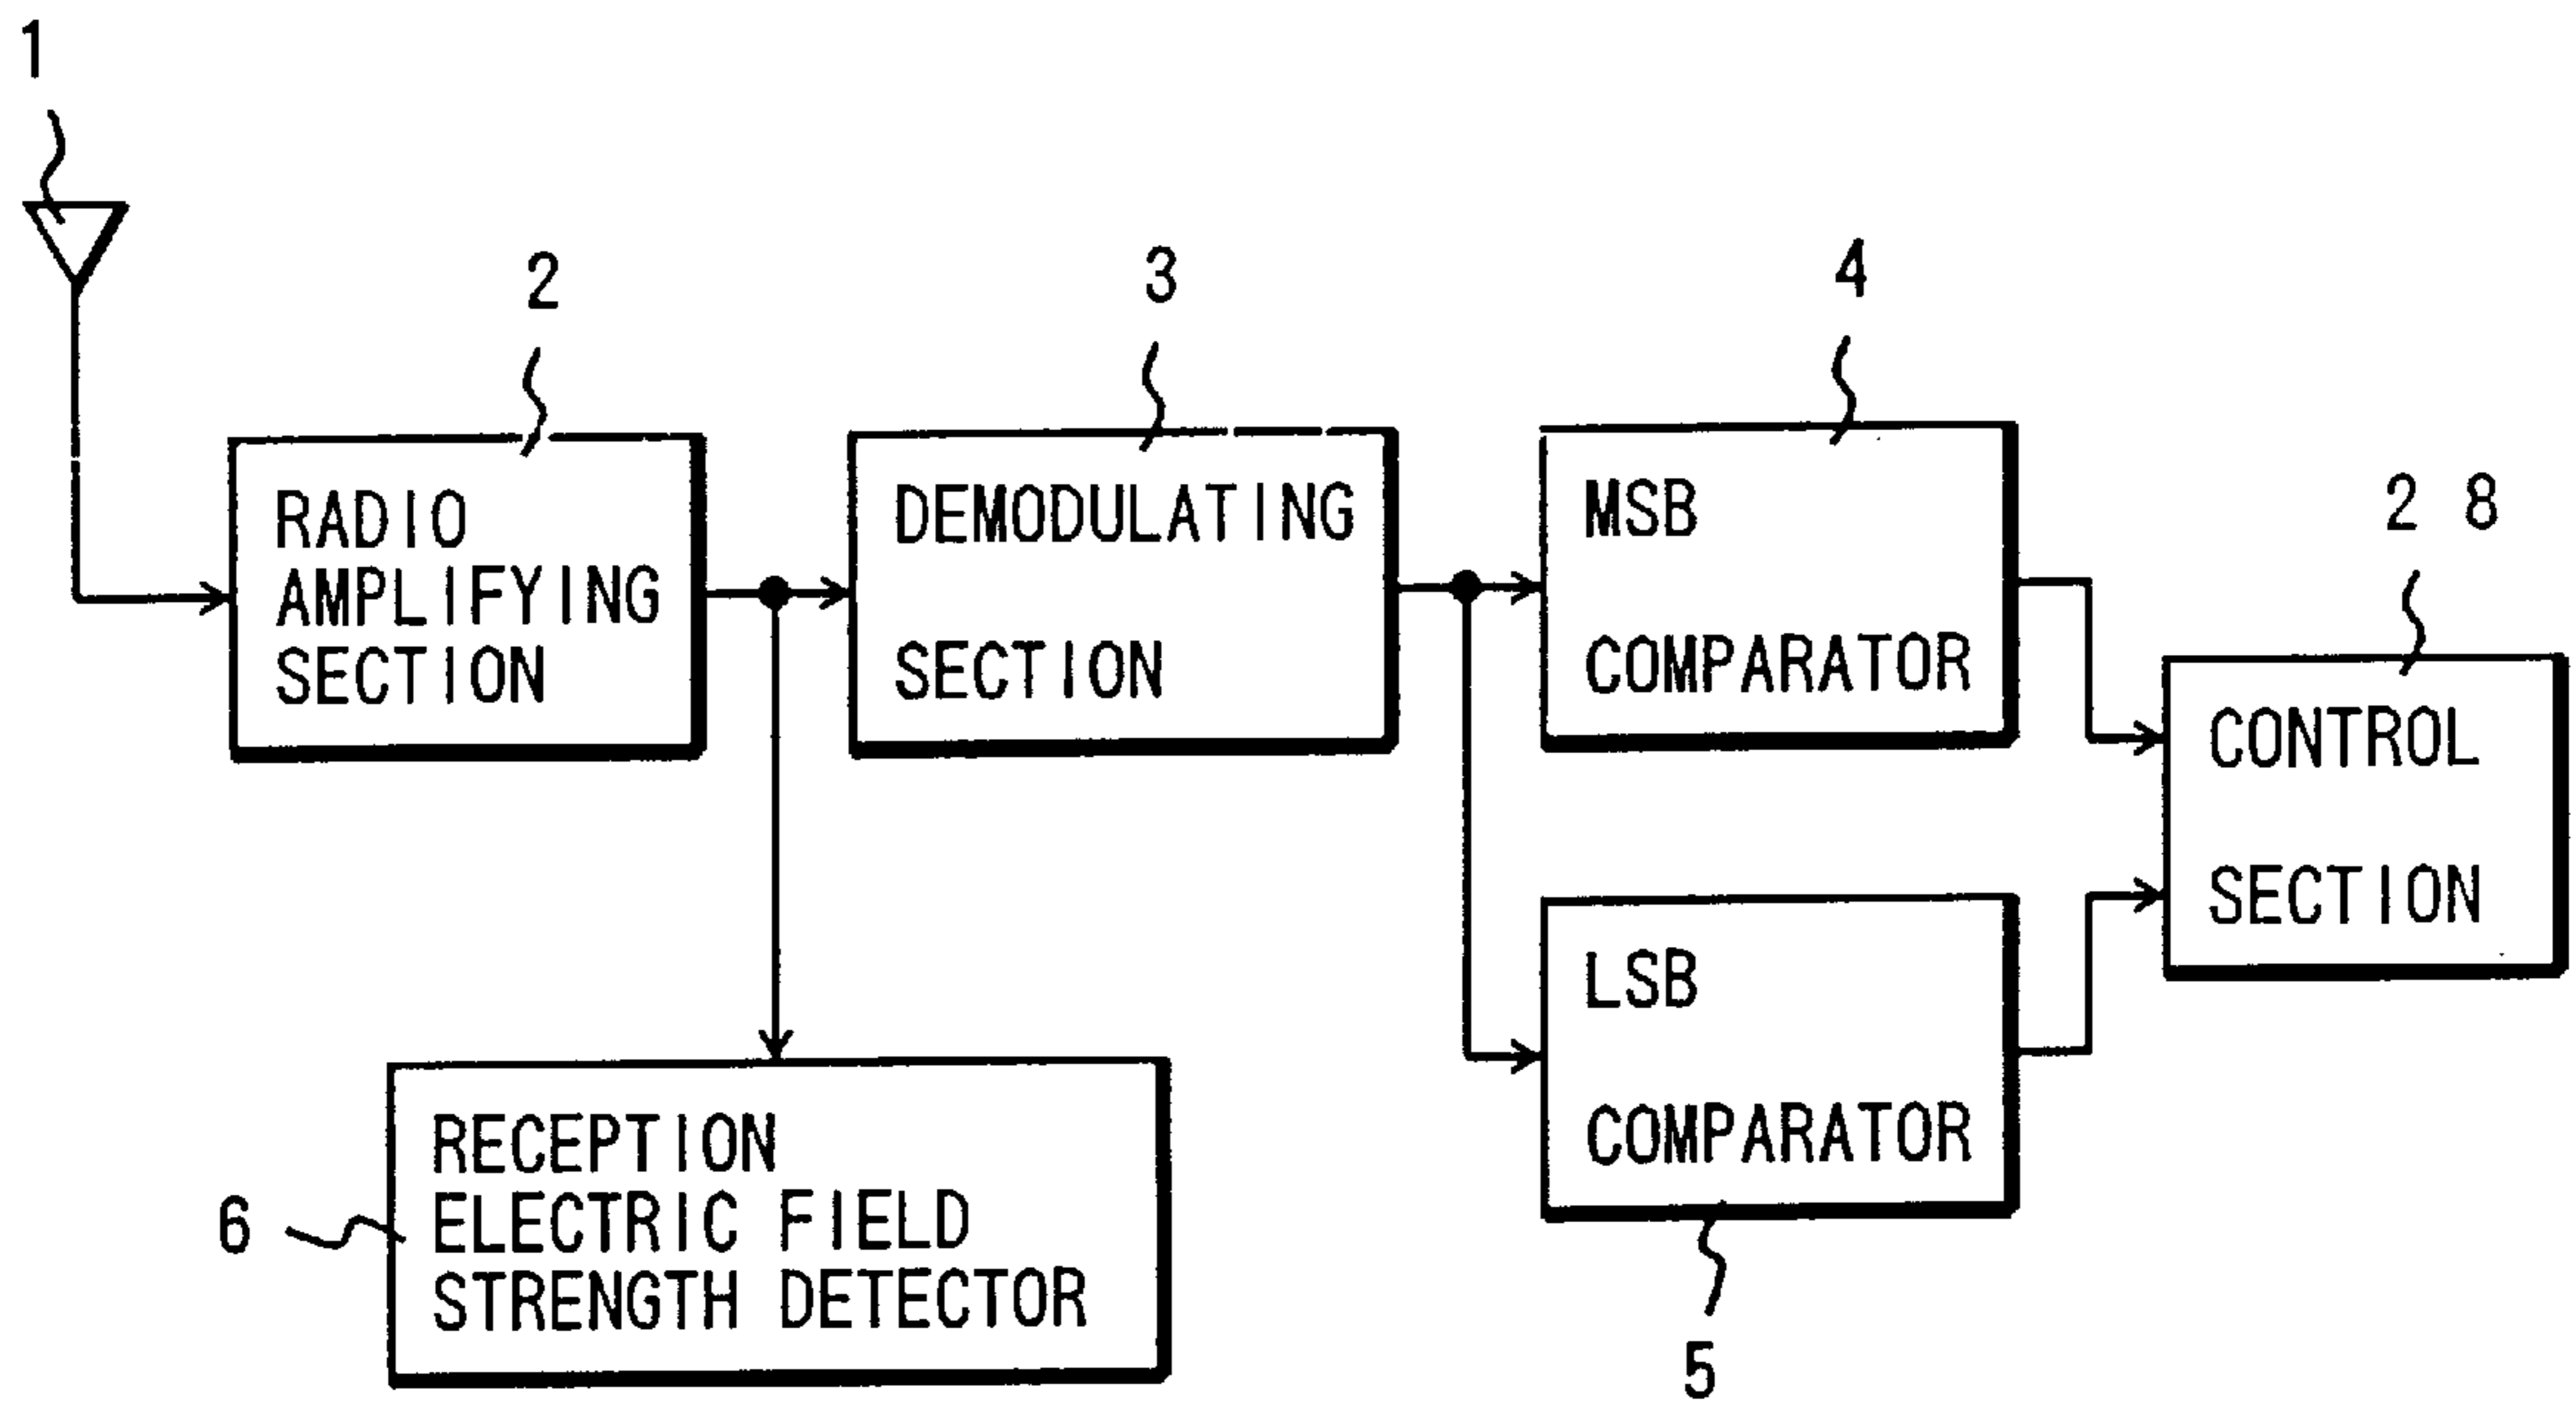 1
2
3
4
2 8
RADIO
AMPLIFYING
SECTION
DEMODULATING
SECTION
MSB
COMPARATOR
CONTROL
SECTION
LSB
COMPARATOR
5
6
RECEPTION
ELECTRIC FIELD
STRENGTH DETECTOR